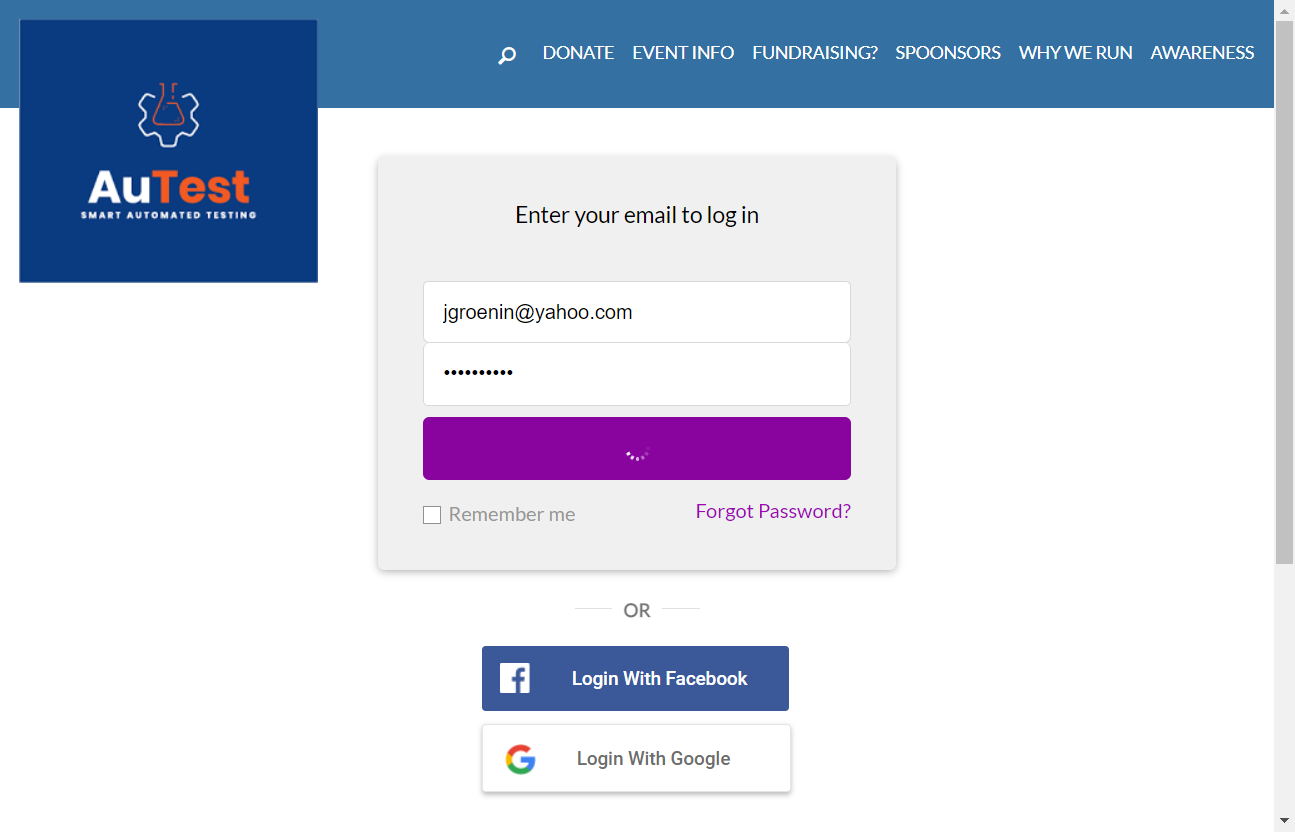 DONATE EVENT INFO FUNDRAISING? SPOONSORS WHY WE RUN AWARENESS
AuTest
SMART AUTOMATED TESTING
Enter your email to log in
jgroenin@yahoo.com
••••••••••
Remember me
Forgot Password?
OR
Login With Facebook
Login With Google